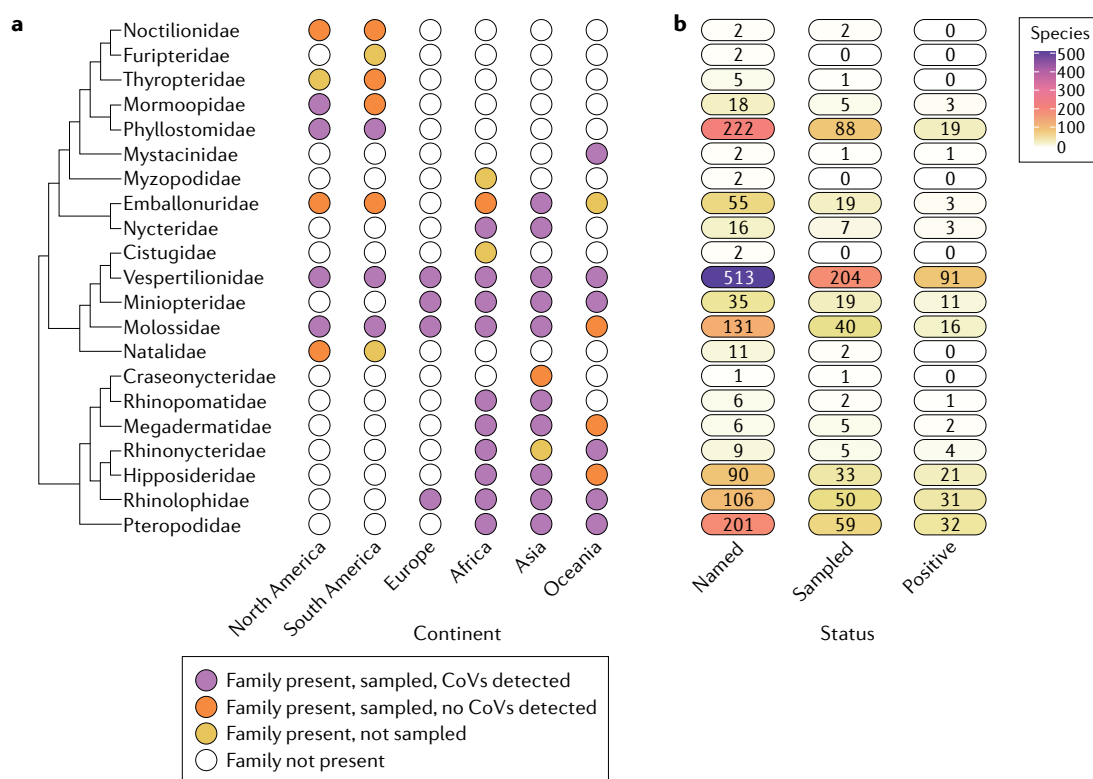 a
b
Noctilionidae 2 2 0
Furipteridae 2 0 0
Thyropteridae 5 1 0
Mormoopidae 18 5 3
Phyllostomidae 222 88 19
Mystacinidae 2 1 1
Myzopodidae 2 0 0
Emballonuridae 55 19 3
Nycteridae 16 7 3
Cistugidae 2 0 0
Vespertilionidae 513 204 91
Miniopteridae 35 19 11
Molossidae 131 40 16
Natalidae 11 2 0
Craseonycteridae 1 1 0
Rhinopomatidae 6 2 1
Megadermatidae 6 5 2
Rhinonycteridae 9 5 4
Hipposideridae 90 33 21
Rhinolophidae 106 50 31
Pteropodidae 201 59 32
North America
South America
Europe
Africa
Asia
Oceania
Continent
Named
Sampled
Positive
Status
Species
500
400
300
200
100
0
Family present, sampled, CoVs detected
Family present, sampled, no CoVs detected
Family present, not sampled
Family not present